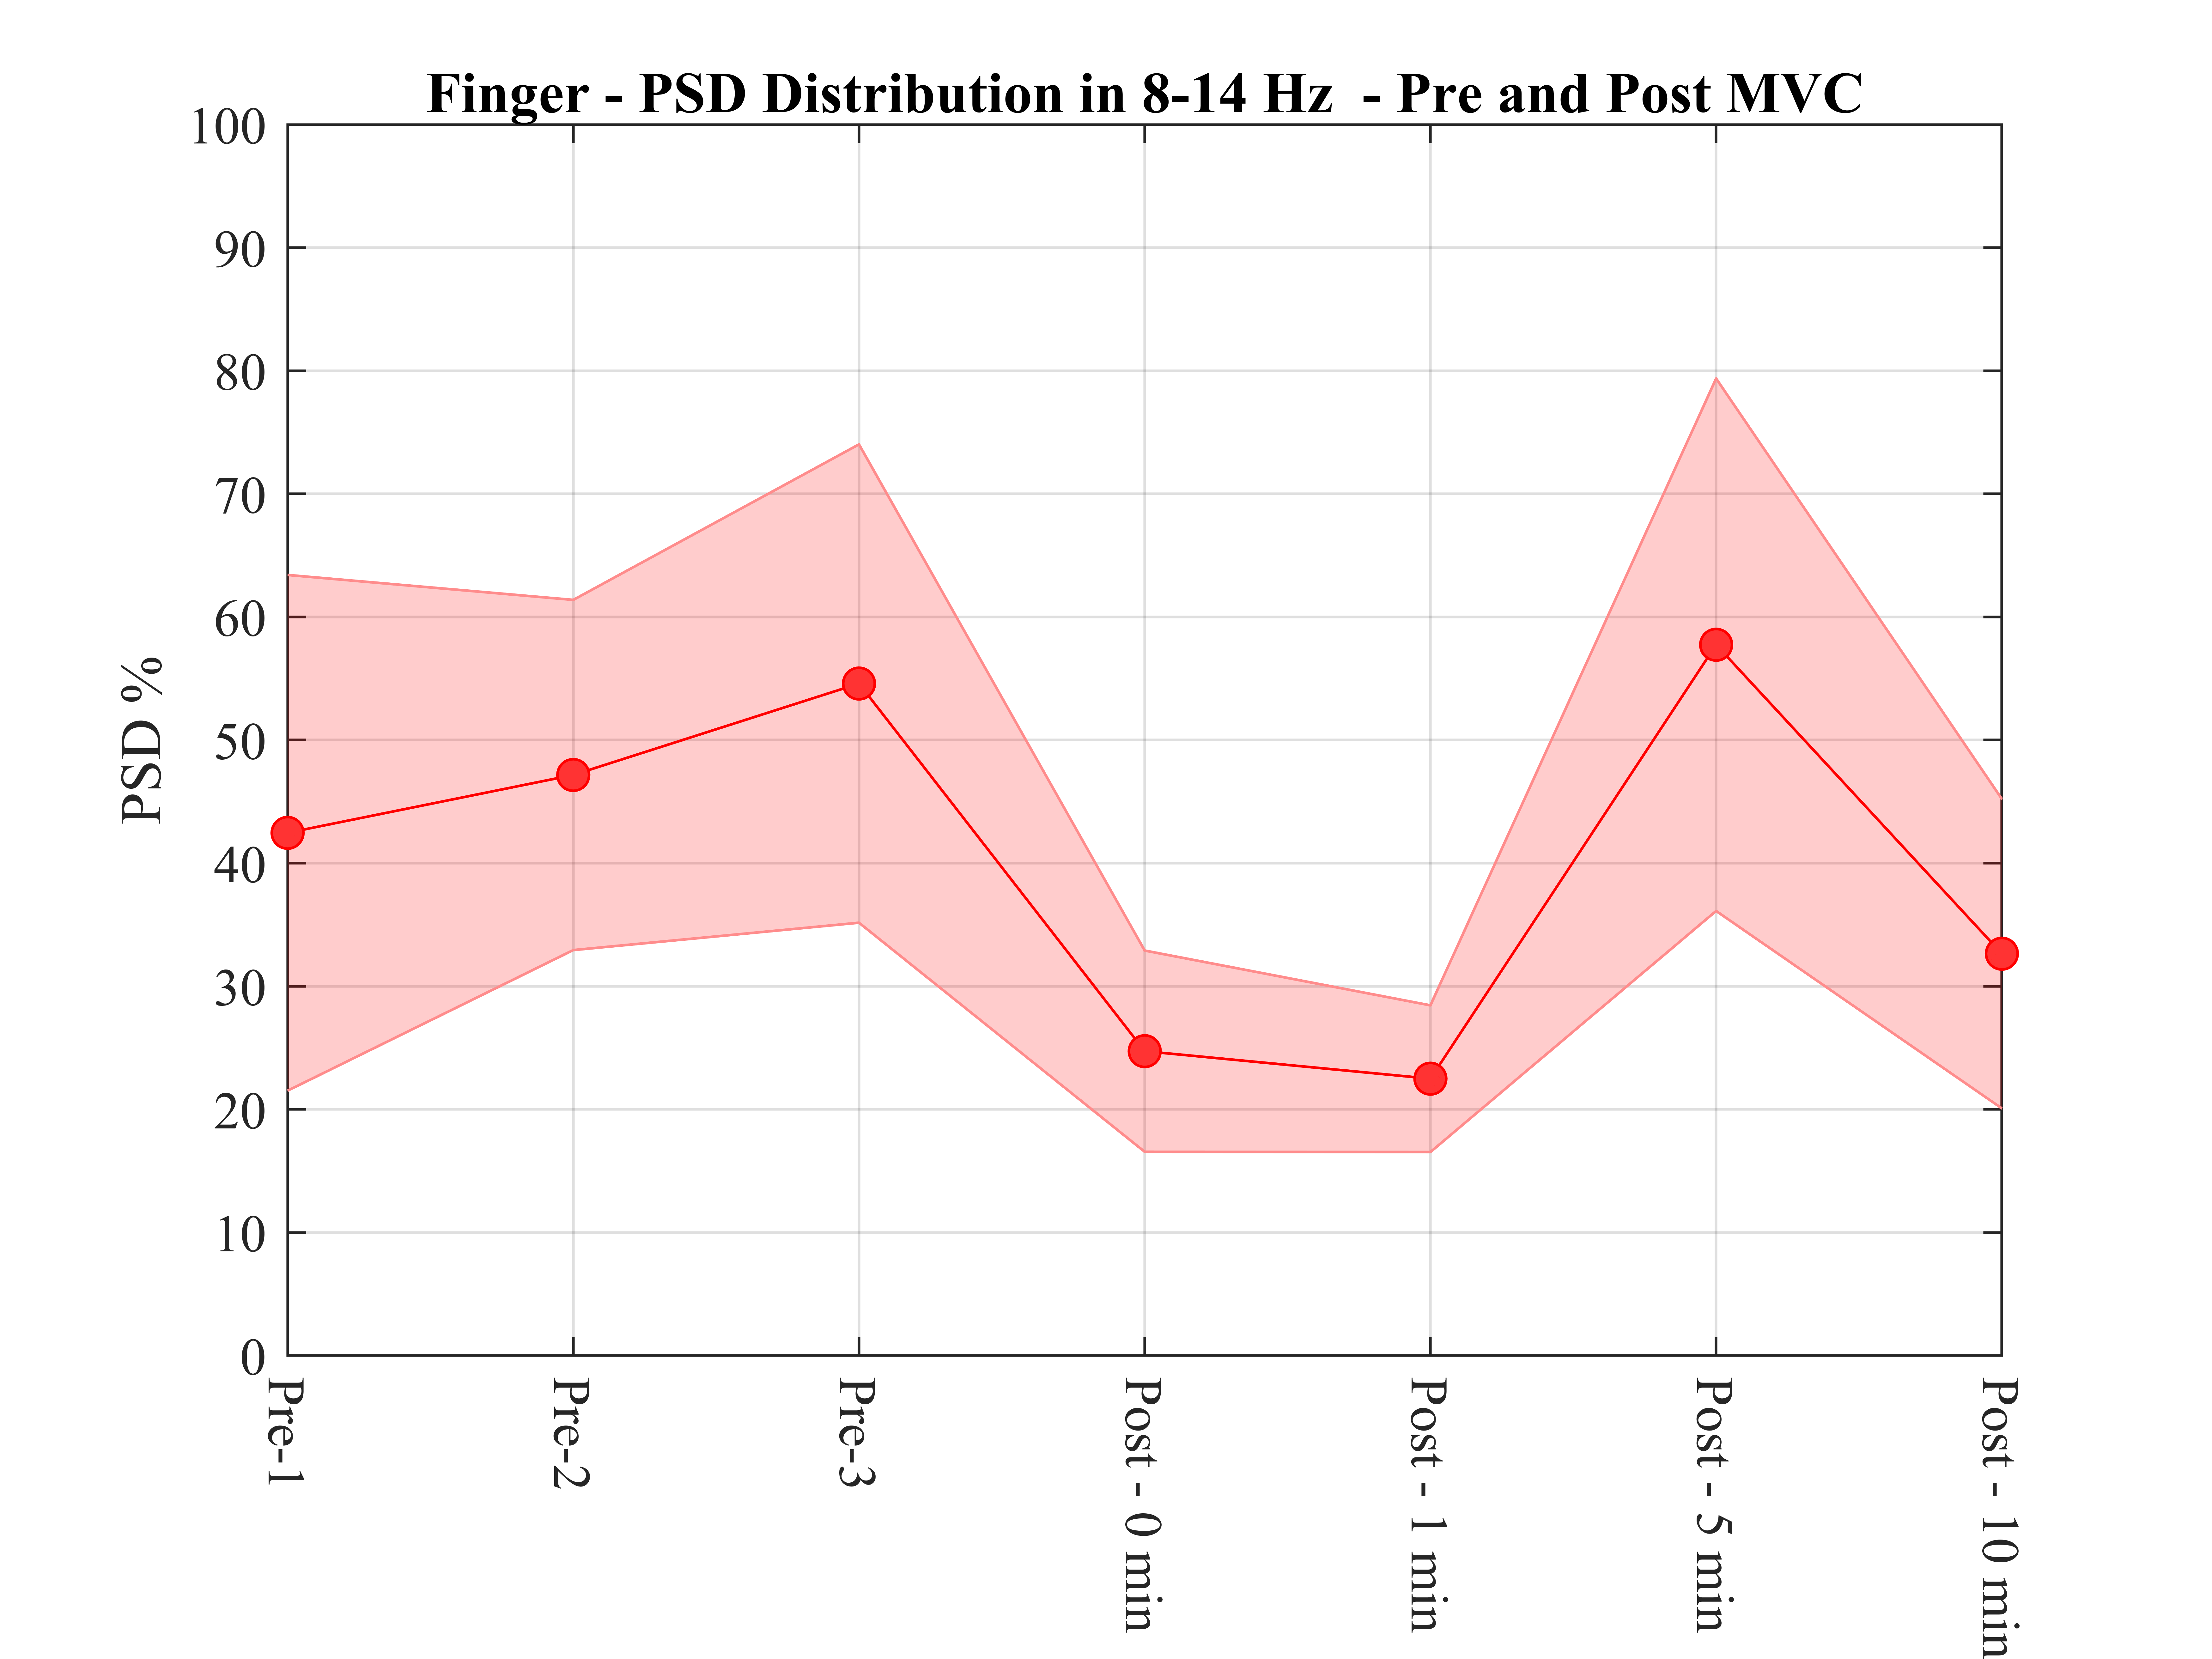 Finger - PSD Distribution in 8-14 Hz  - Pre and Post MVC
100
90
80
70
60
50
40
30
20
10
0
PSD %
Pre-1
Pre-2
Pre-3
Post - 0 min
Post - 1 min
Post - 5 min
Post - 10 min